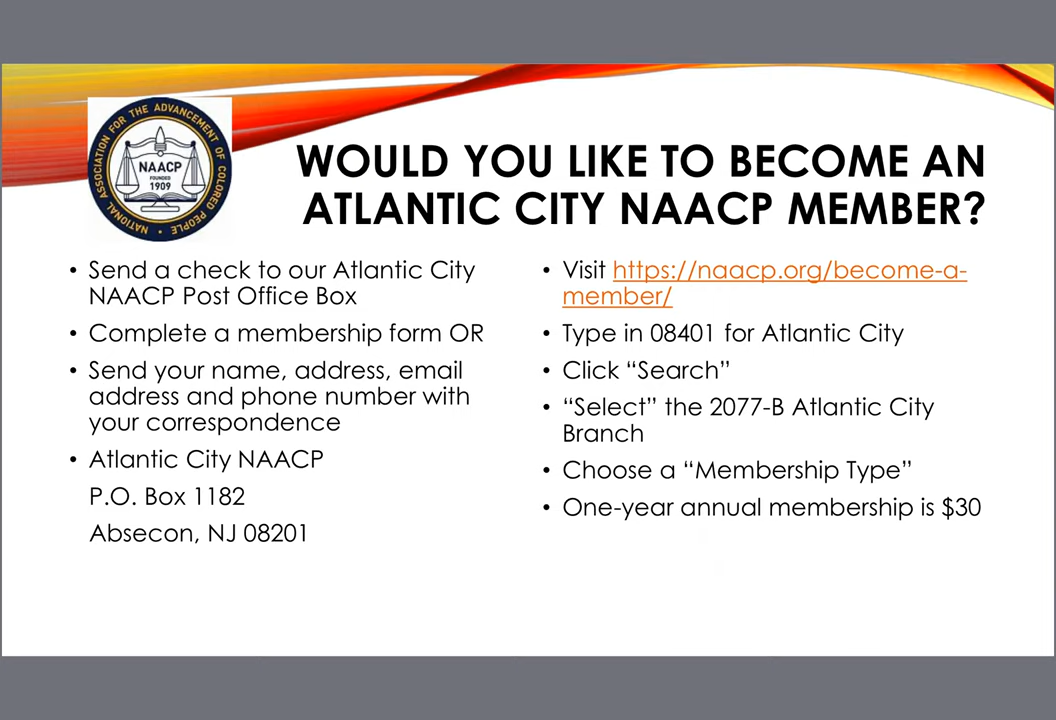 NATIONAL ASSOCIATION FOR THE ADVANCEMENT OF COLORED PEOPLE
NAACP
FOUNDED
1909
WOULD YOU LIKE TO BECOME AN
ATLANTIC CITY NAACP MEMBER?
• Send a check to our Atlantic City
NAACP Post Office Box
• Complete a membership form OR
• Send your name, address, email
address and phone number with
your correspondence
• Atlantic City NAACP
P.O. Box 1182
Absecon, NJ 08201
• Visit https://naacp.org/become-a-
member/
• Type in 08401 for Atlantic City
• Click “Search”
• “Select” the 2077-B Atlantic City
Branch
• Choose a “Membership Type”
• One-year annual membership is $30